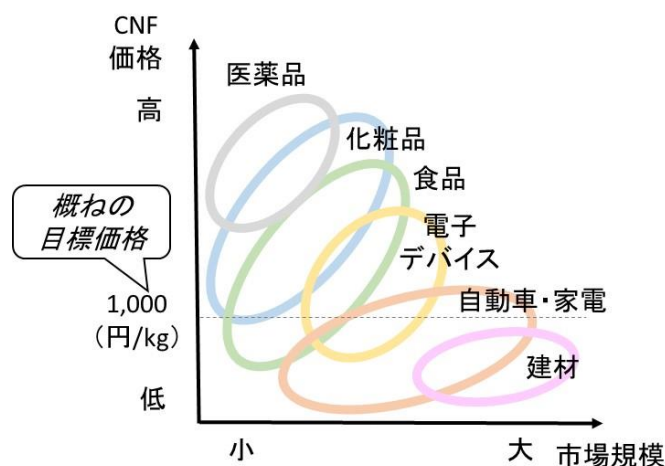 CNF
価格
高
医薬品
化粧品
食品
電子
デバイス
概ねの
目標価格
自動車・家電
1,000
（円/kg）
建材
低
小
大
市場規模